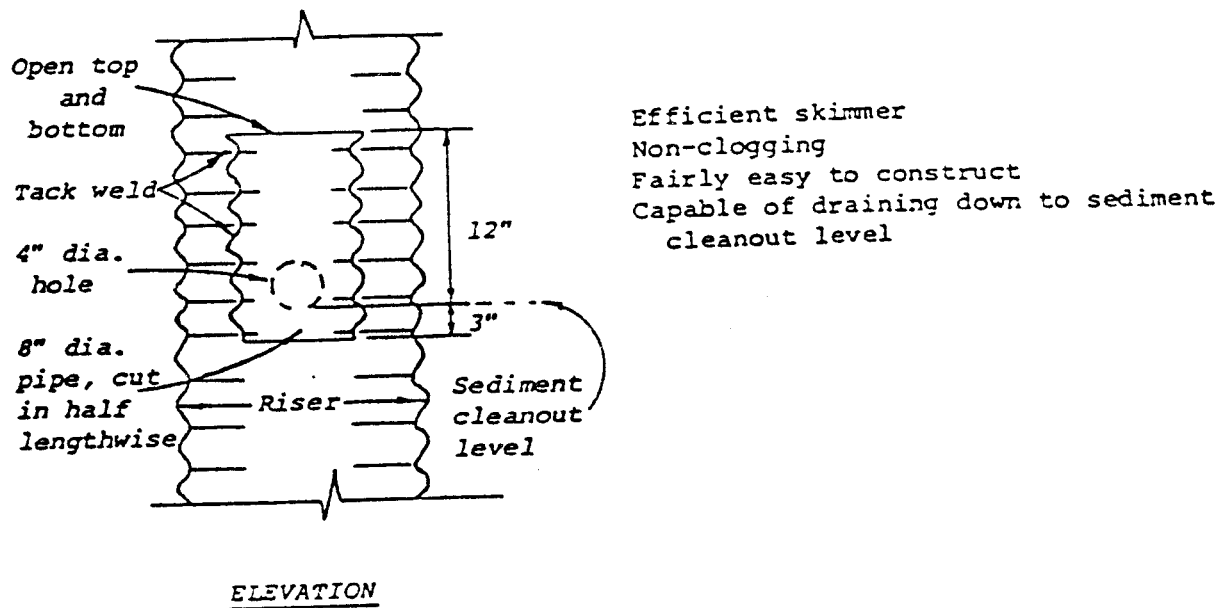 Open top
and
bottom
Tack weld
4" dia.
hole
8" dia.
pipe, cut
in half
lengthwise
12"
3"
Riser
Sediment
cleanout
level
Efficient skimmer
Non-clogging
Fairly easy to construct
Capable of draining down to sediment
cleanout level
ELEVATION